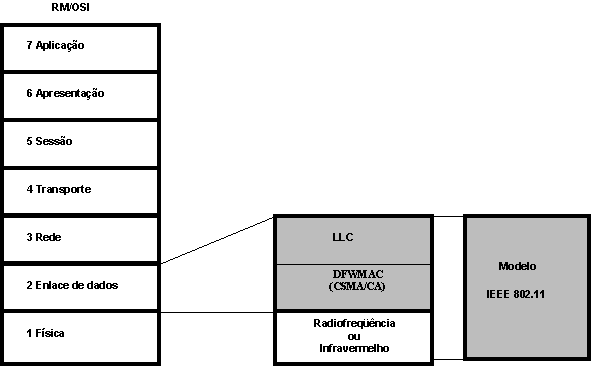 RM/OSI
7 Aplicação
6 Apresentação
5 Sessão
4 Transporte
3 Rede
2 Enlace de dados
1 Física
LLC
DFWMAC
(CSMA/CA)
Radiofreqüência
ou
Infravermelho
Modelo
IEEE 802.11